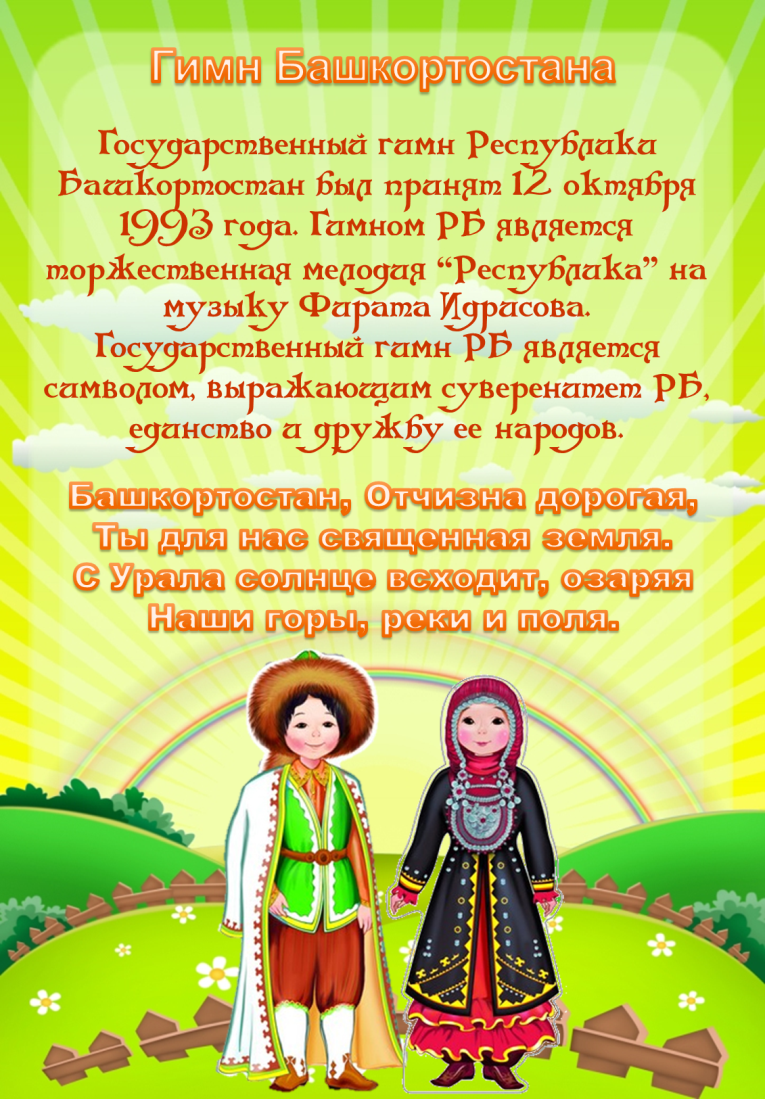 Гимн Башкортостана
Государственный гимн Республики
Башкортостан был принят 12 октября
1993 года. Гимном РБ является
торжественная мелодия “Республика” на
музыку Фирата Идрисова.
Государственный гимн РБ является
символом, выражающим суверенитет РБ,
единство и дружбу ее народов.
Башкортостан, Отчизна дорогая,
Ты для нас священная земля.
С Урала солнце всходит, озаряя
Наши горы, реки и поля.